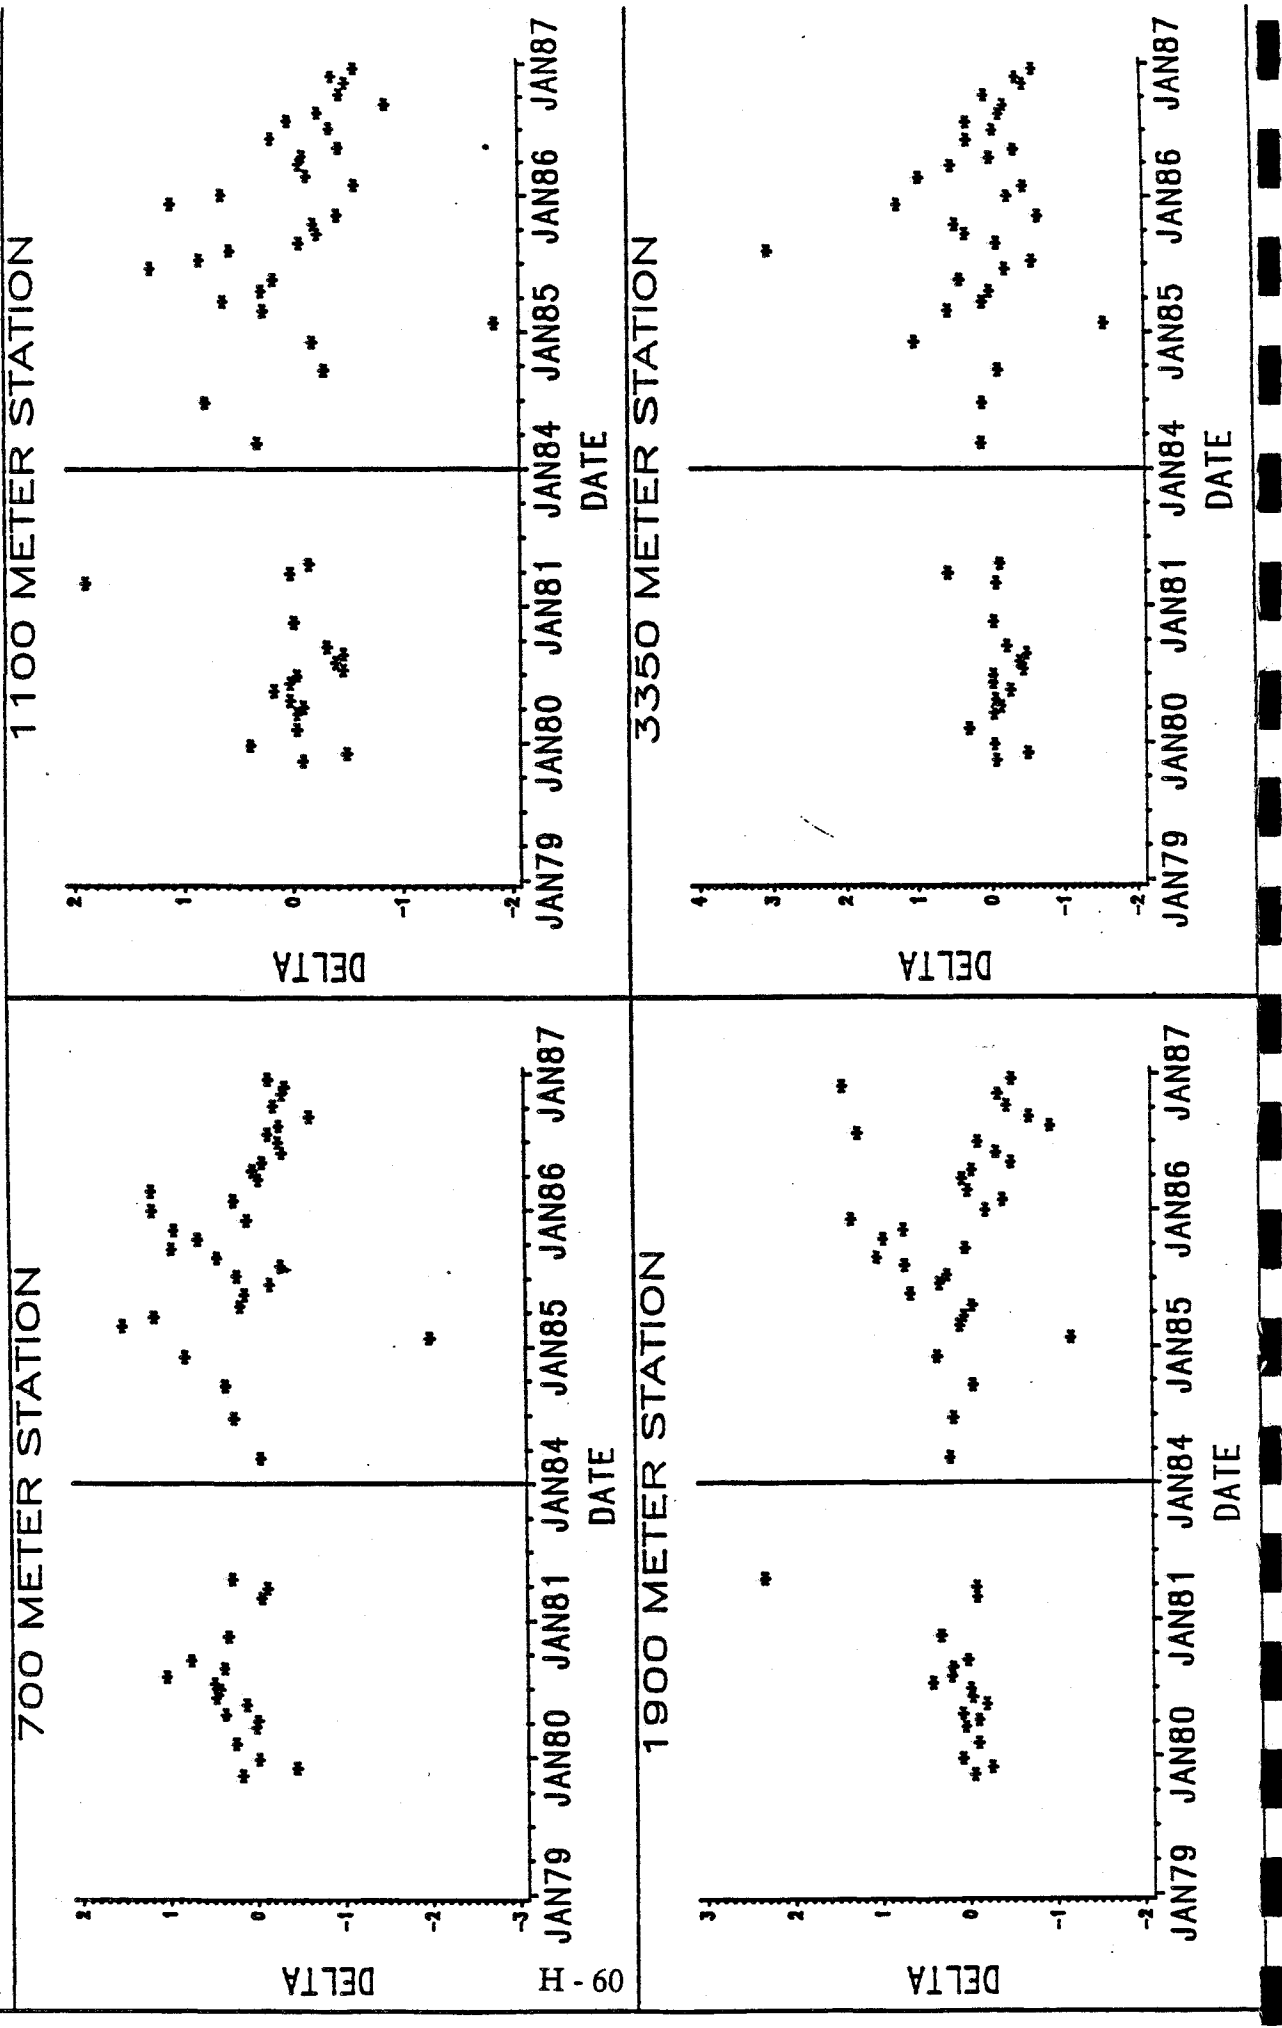 700 METER STATION
DELTA
2
1
0
-1
-2
-3
JAN79 JAN80 JAN81 JAN84 JAN85 JAN86 JAN87
DATE
1100 METER STATION
DELTA
2
1
0
-1
-2
JAN79 JAN80 JAN81 JAN84 JAN85 JAN86 JAN87
DATE
1900 METER STATION
DELTA
3
2
1
0
-1
-2
JAN79 JAN80 JAN81 JAN84 JAN85 JAN86 JAN87
DATE
3350 METER STATION
DELTA
4
3
2
1
0
-1
-2
JAN79 JAN80 JAN81 JAN84 JAN85 JAN86 JAN87
DATE
H - 60